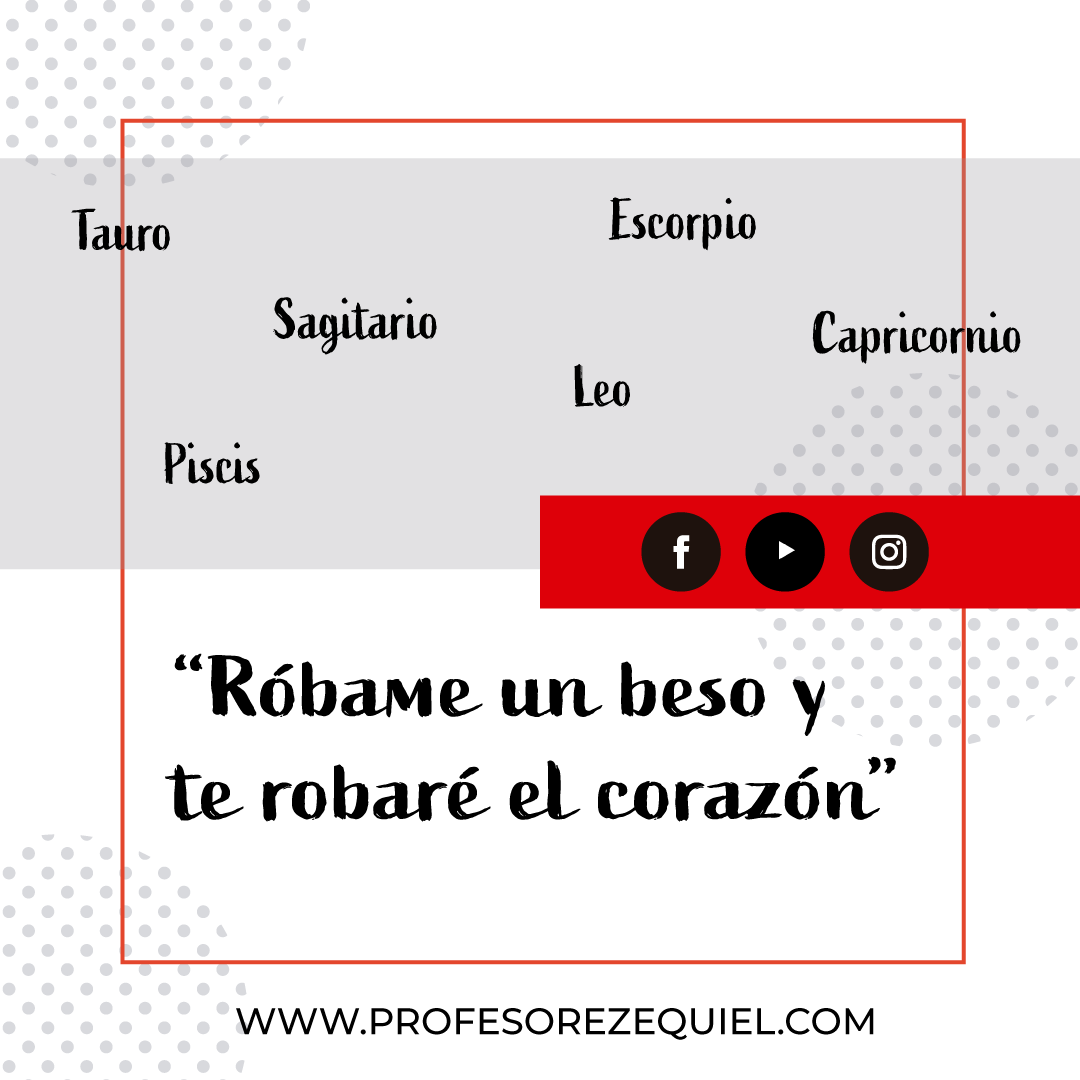 Tauro
Escorpio
Sagitario
Capricornio
Leo
Piscis
“Róbame un beso y
te robaré el corazón”
WWW.PROFESOREZEQUIEL.COM